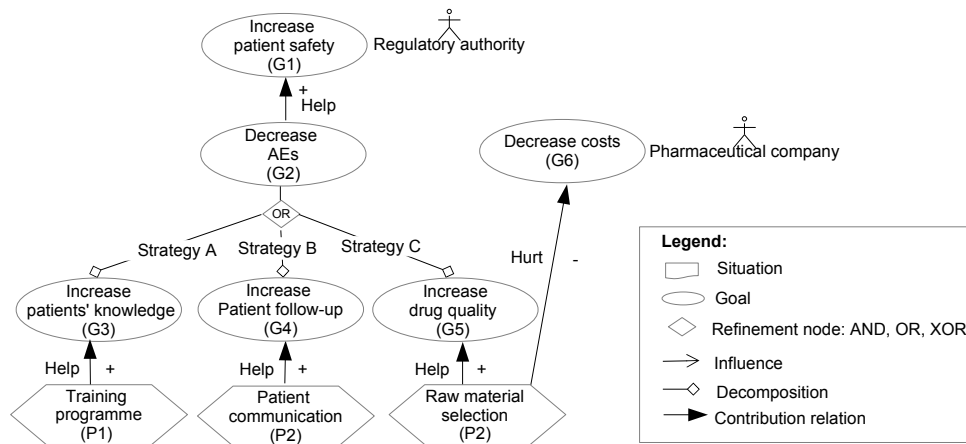 Increase
patient safety
(G1)
Regulatory authority
+
Help
Decrease
AEs
(G2)
Decrease costs
(G6)
Pharmaceutical company
OR
Strategy A
Strategy B
Strategy C
Hurt
-
Increase
patients' knowledge
(G3)
Increase
Patient follow-up
(G4)
Increase
drug quality
(G5)
Help
+
Help
+
Help
+
Training
programme
(P1)
Patient
communication
(P2)
Raw material
selection
(P2)
Legend:
Situation
Goal
Refinement node: AND, OR, XOR
Influence
Decomposition
Contribution relation